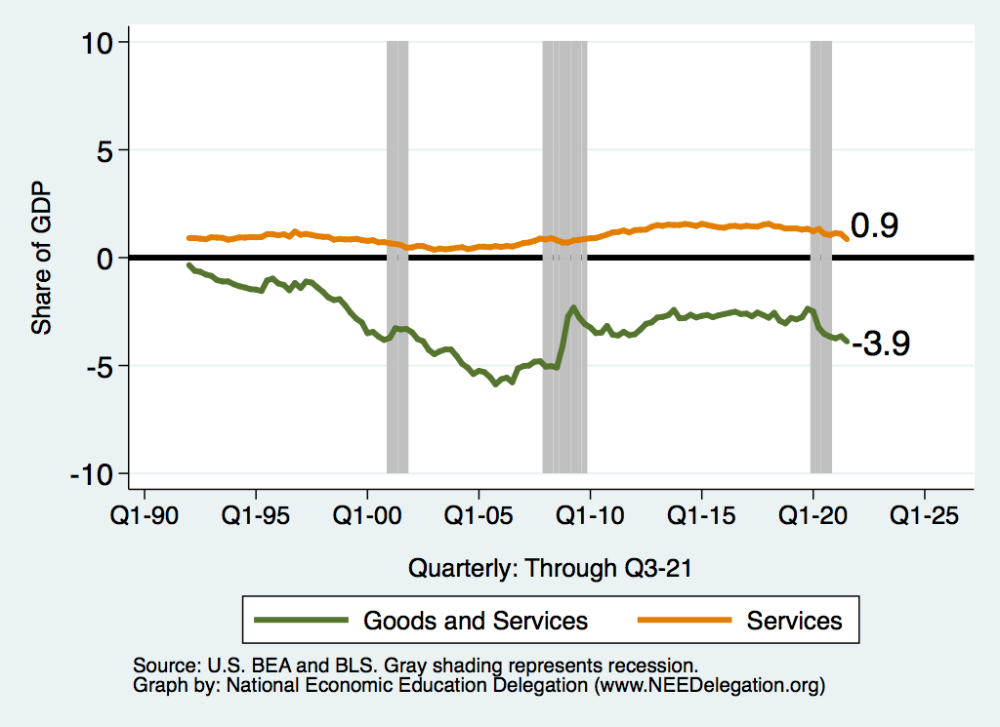 10
5
0
-5
-10
Share of GDP
0.9
-3.9
Q1-90 Q1-95 Q1-00 Q1-05 Q1-10 Q1-15 Q1-20 Q1-25
Quarterly: Through Q3-21
Goods and Services Services
Source: U.S. BEA and BLS. Gray shading represents recession.
Graph by: National Economic Education Delegation (www.NEEDelegation.org)